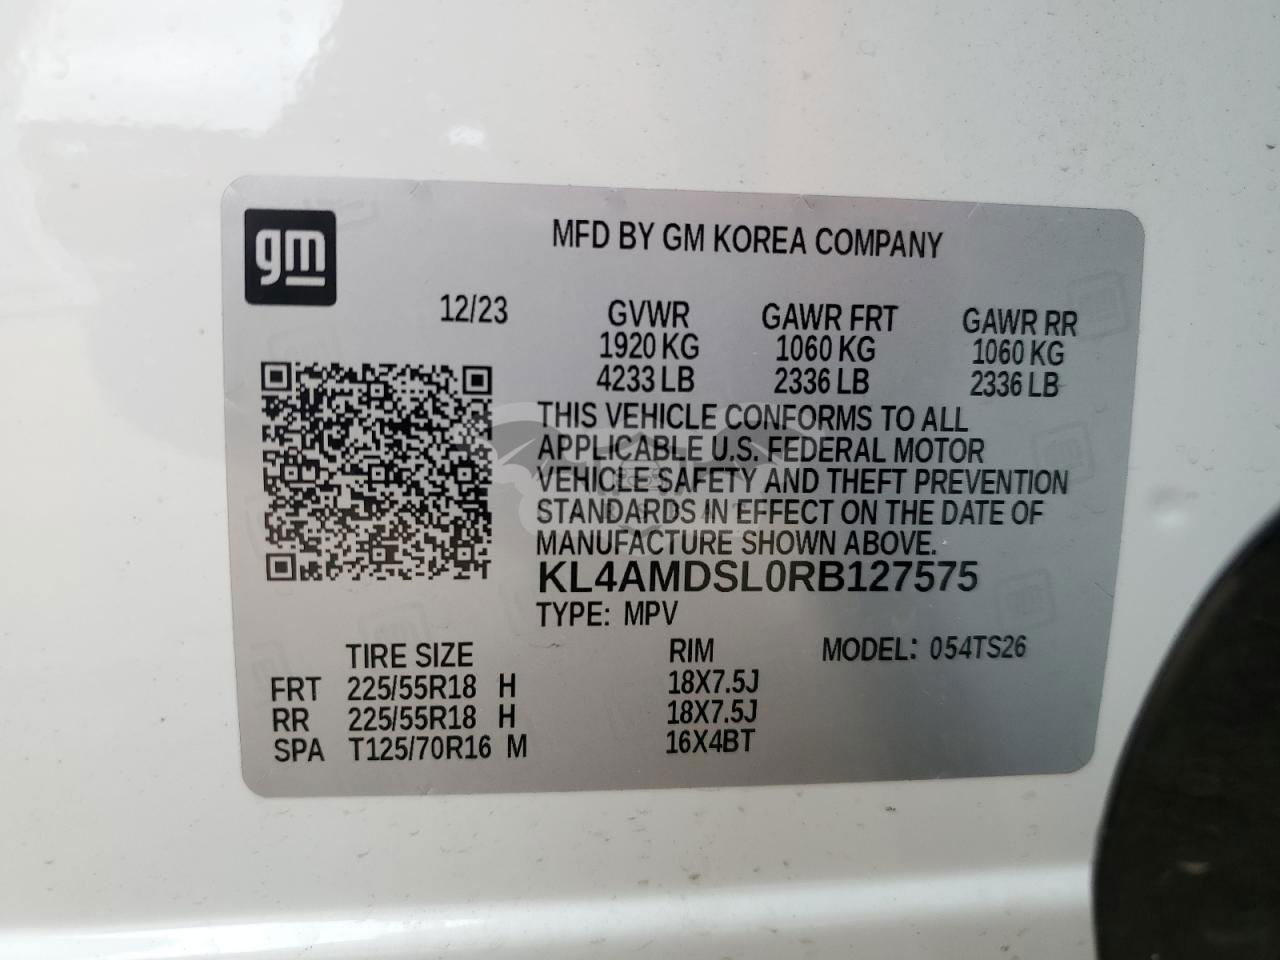 gm
MFD BY GM KOREA COMPANY
12/23 GVWR GAWR FRT GAWR RR
1920 KG 1060 KG 1060 KG
4233 LB 2336 LB 2336 LB
THIS VEHICLE CONFORMS TO ALL
APPLICABLE U.S. FEDERAL MOTOR
VEHICLE SAFETY AND THEFT PREVENTION
STANDARDS IN EFFECT ON THE DATE OF
MANUFACTURE SHOWN ABOVE.
KL4AMDSL0RB127575
TYPE: MPV
TIRE SIZE RIM MODEL: 054TS26
FRT 225/55R18 H 18X7.5J
RR 225/55R18 H 18X7.5J
SPA T125/70R16 M 16X4BT